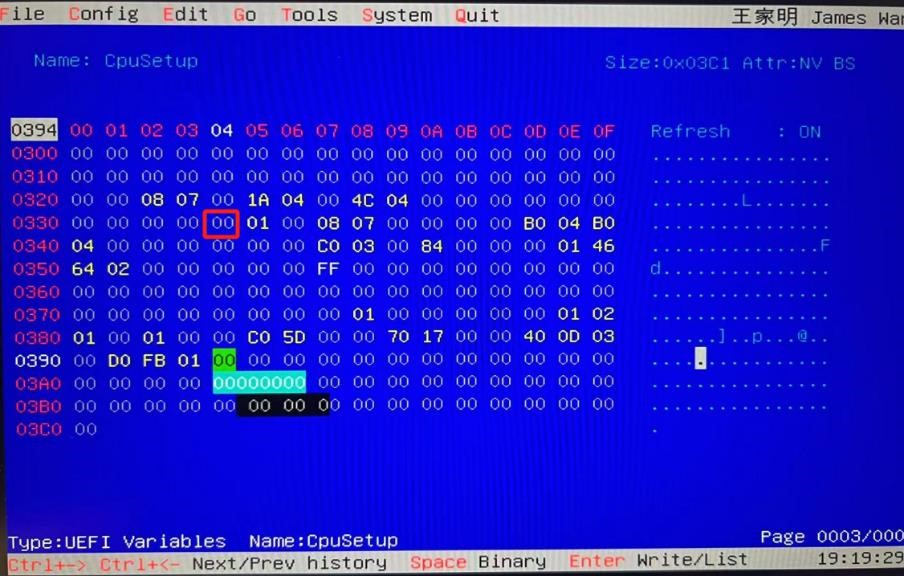 File Config Edit Go Tools System Quit 王家明 James Wan
Name: CpuSetup Size:0x03C1 Attr:NV BS
0394 00 01 02 03 04 05 06 07 08 09 0A 0B 0C 0D 0E 0F Refresh : ON
0300 00 00 00 00 00 00 00 00 00 00 00 00 00 00 00 00 ................
0310 00 00 00 00 00 00 00 00 00 00 00 00 00 00 00 00 ................
0320 00 00 08 07 00 1A 04 00 4C 04 00 00 00 00 00 00 ........L.......
0330 00 00 00 00 00 01 00 08 07 00 00 00 00 B0 04 B0 ................
0340 04 00 00 00 00 00 00 C0 03 00 84 00 00 00 01 46 ...............F
0350 64 02 00 00 00 00 00 FF 00 00 00 00 00 00 00 00 d...............
0360 00 00 00 00 00 00 00 00 00 00 00 00 00 00 00 00 ................
0370 00 00 00 00 00 00 00 00 01 00 00 00 00 00 01 02 ................
0380 01 00 01 00 00 C0 5D 00 00 70 17 00 00 40 0D 03 ......]..p...@..
0390 00 D0 FB 01 00 00 00 00 00 00 00 00 00 00 00 00 ................
03A0 00 00 00 00 00000000 00 00 00 00 00 00 00 00 00 ................
03B0 00 00 00 00 00 00 00 00 00 00 00 00 00 00 00 00 ................
03C0 00 .
Type:UEFI Variables Name:CpuSetup Page 0003/000
Ctrl+-> Ctrl+<- Next/Prev history Space Binary Enter Write/List 19:19:29